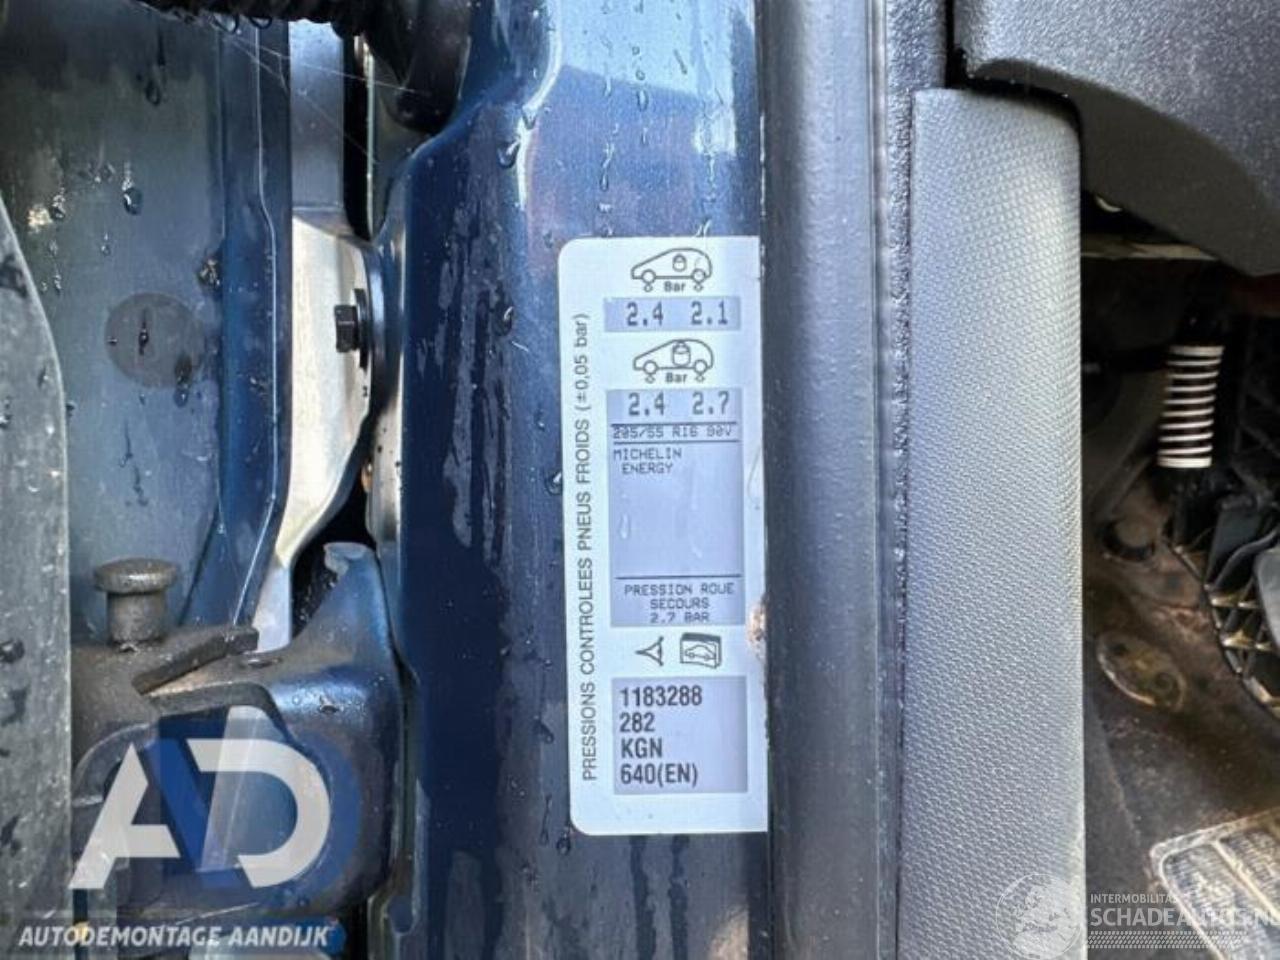 PRESSIONS CONTROLEES PNEUS FROIDS (±0,05 bar)
Bar
2.4 2.1
Bar
2.4 2.7
205/55 R16 90V
MICHELIN
ENERGY
PRESSION ROUE
SECOURS
2.7 BAR
1183288
282
KGN
640(EN)
AD
AUTODEMONTAGE AANDIJK
INTERMOBILITAS
SCHADEAUTOS.NL